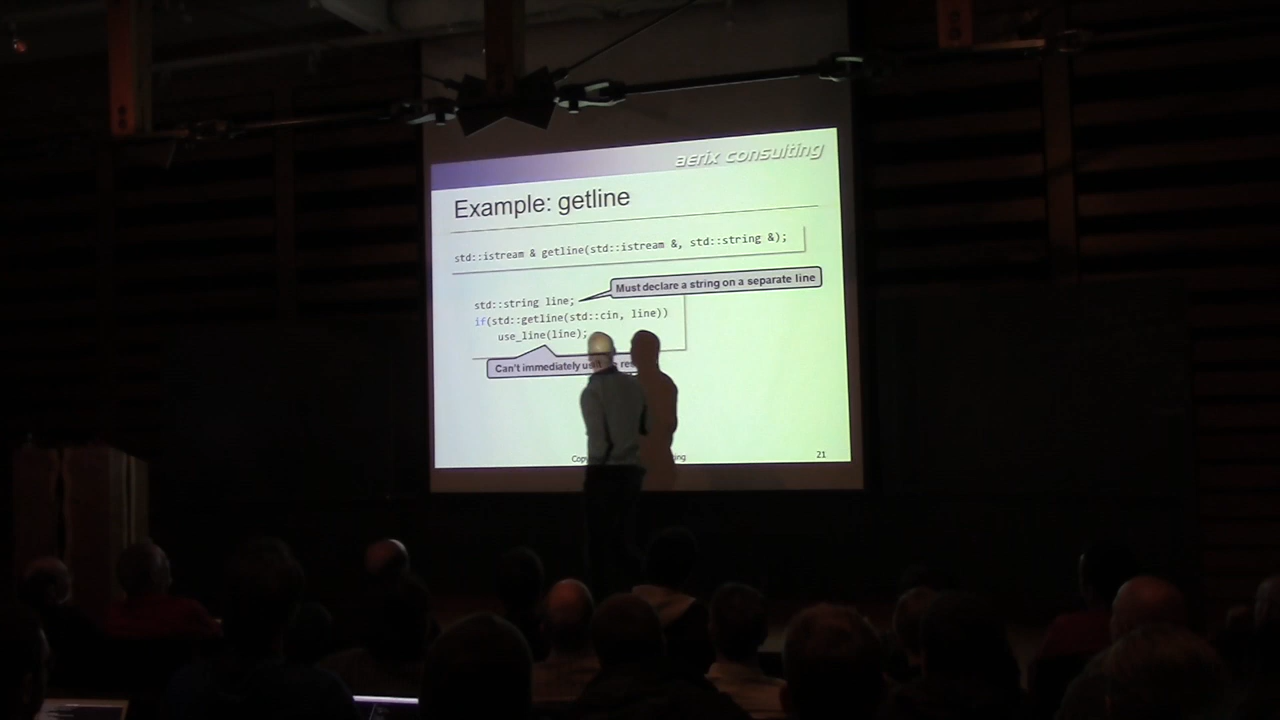 aerix consulting
Example: getline
std::istream & getline(std::istream &, std::string &);
Must declare a string on a separate line
std::string line;
if(std::getline(std::cin, line))
use_line(line);
Can't immediately
21